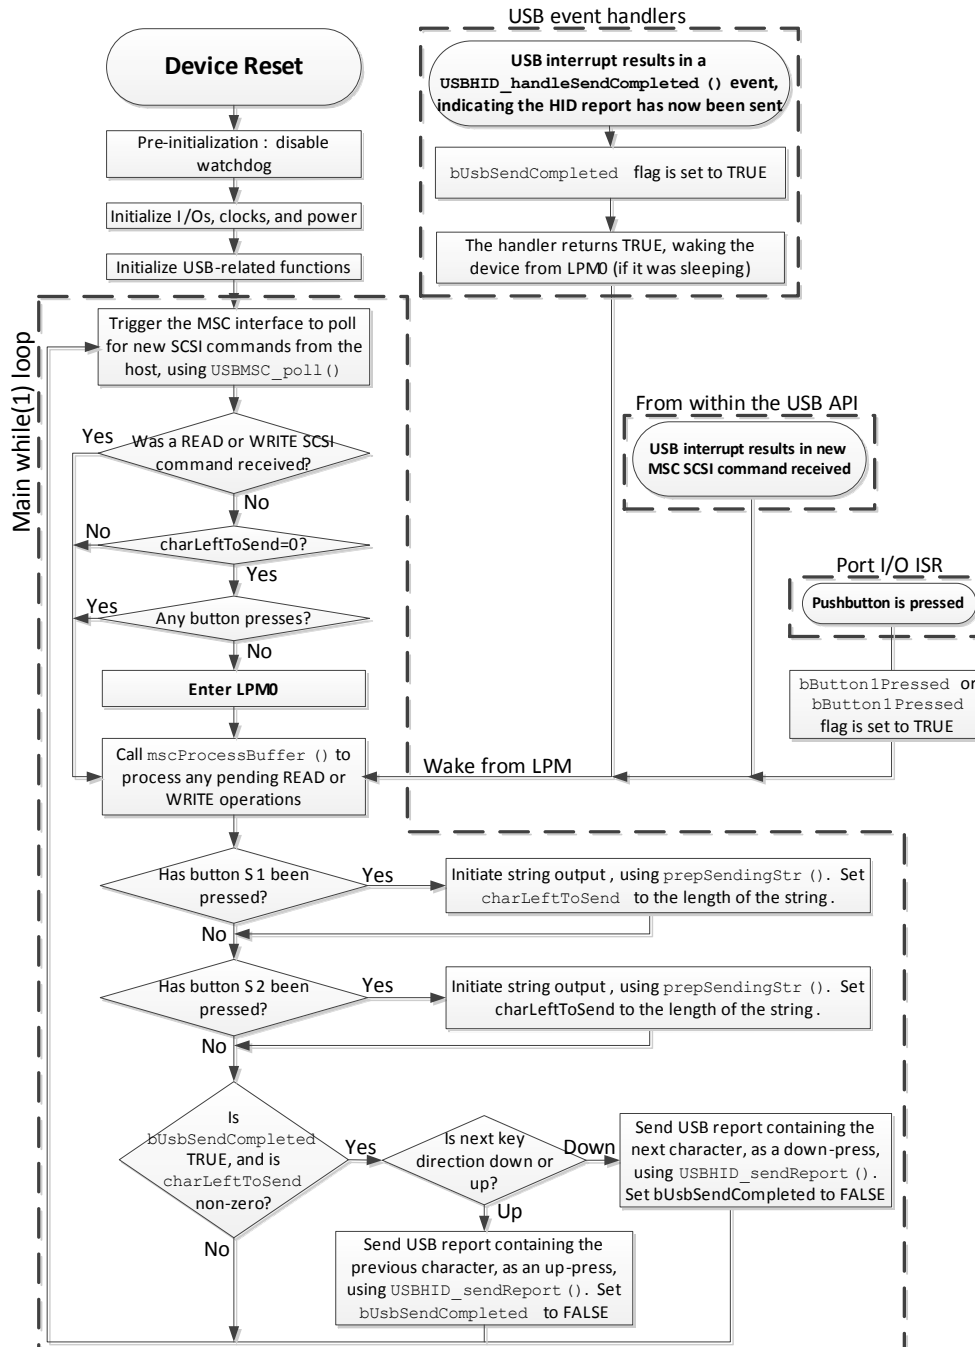 USB event handlers
Device Reset
USB interrupt results in a
USBHID_handleSendCompleted () event,
indicating the HID report has now been sent
Pre-initialization : disable
watchdog
bUsbSendCompleted flag is set to TRUE
Initialize I/Os, clocks, and power
The handler returns TRUE, waking the
device from LPM0 (if it was sleeping)
Initialize USB-related functions
Main while(1) loop
Trigger the MSC interface to poll
for new SCSI commands from the
host, using USBMSC_poll()
From within the USB API
USB interrupt results in new
MSC SCSI command received
Yes
Was a READ or WRITE SCSI
command received?
No
No
charLeftToSend=0?
Yes
Port I/O ISR
Pushbutton is pressed
Yes
Any button presses?
No
bButton1Pressed or
bButton1Pressed
flag is set to TRUE
Enter LPM0
Call mscProcessBuffer () to
process any pending READ or
WRITE operations
Wake from LPM
Has button S1 been
pressed?
Yes
Initiate string output , using prepSendingStr (). Set
charLeftToSend to the length of the string .
No
Has button S2 been
pressed?
Yes
Initiate string output , using prepSendingStr (). Set
charLeftToSend to the length of the string .
No
Is
bUsbSendCompleted
TRUE, and is
charLeftToSend
non-zero?
Yes
Is next key
direction down or
up?
Down
Send USB report containing the
next character, as a down-press,
using USBHID_sendReport ().
Set bUsbSendCompleted to FALSE
Up
No
Send USB report containing the
previous character, as an up-press,
using USBHID_sendReport (). Set
bUsbSendCompleted to FALSE